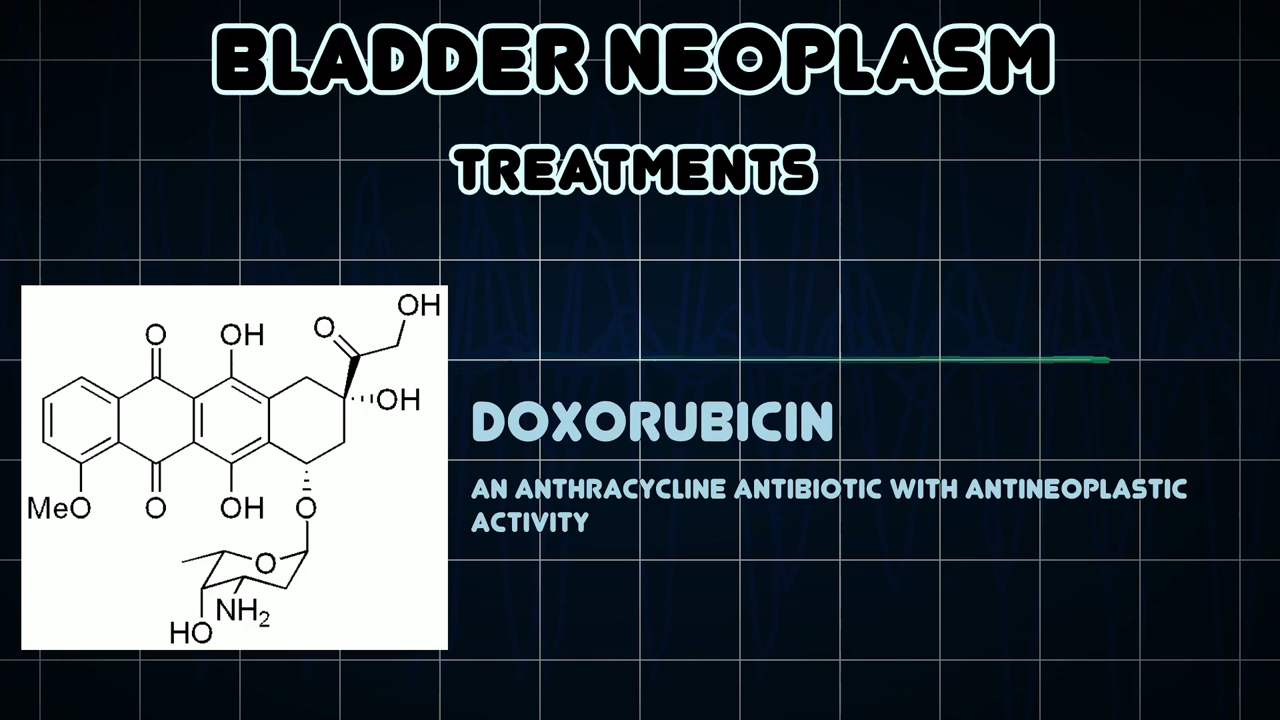 BLADDER NEOPLASM
TREATMENTS
OH
O
O
OH
OH
MeO
O
OH
O
O
NH2
HO
DOXORUBICIN
AN ANTHRACYCLINE ANTIBIOTIC WITH ANTINEOPLASTIC
ACTIVITY